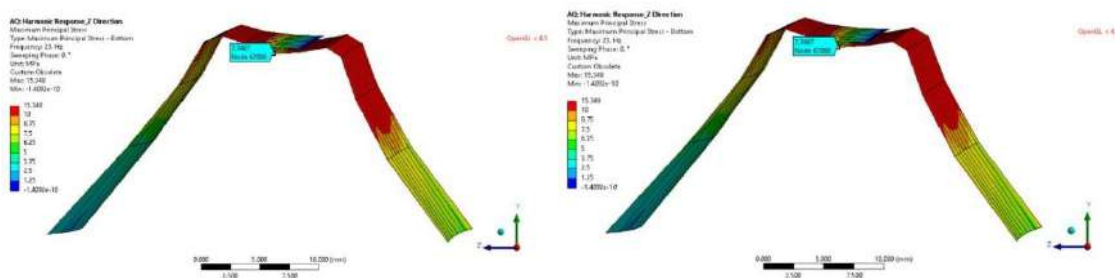 AQ: Harmonic Response_Z Direction
Maximum Principal Stress
Type: Maximum Principal Stress - Bottom
Frequency: 23. Hz
Sweeping Phase: 0. °
Unit: MPa
Custom Obsolete
Max: 15.349
Min: -1.4092e-10
15.349
10
8.75
7.5
6.25
5
3.75
2.5
1.25
-1.4092e-10
Y
Z
0.000
5.000
10.000 (mm)
2.500
7.500
AQ: Harmonic Response_Z Direction
Maximum Principal Stress
Type: Maximum Principal Stress - Bottom
Frequency: 23. Hz
Sweeping Phase: 0. °
Unit: MPa
Custom Obsolete
Max: 15.349
Min: -1.4092e-10
15.349
10
8.75
7.5
6.25
5
3.75
2.5
1.25
-1.4092e-10
Y
Z
0.000
5.000
10.000 (mm)
2.500
7.500